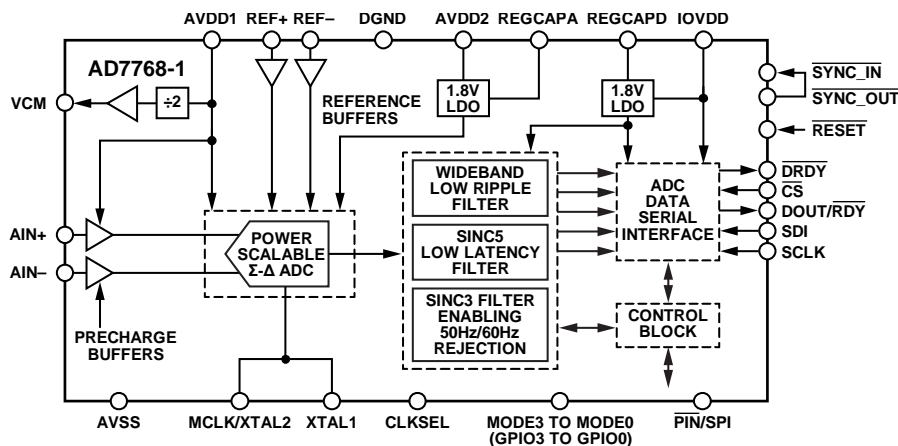 AVDD1 REF+ REF– DGND AVDD2 REGCAPA REGCAPD IOVDD
AD7768-1
VCM
÷2
REFERENCE
BUFFERS
1.8V
LDO
1.8V
LDO
SYNC_IN
SYNC_OUT
RESET
DRDY
CS
DOUT/RDY
SDI
SCLK
WIDEBAND
LOW RIPPLE
FILTER
SINC5
LOW LATENCY
FILTER
SINC3 FILTER
ENABLING
50Hz/60Hz
REJECTION
ADC
DATA
SERIAL
INTERFACE
CONTROL
BLOCK
AIN+
AIN–
POWER
SCALABLE
Σ-Δ ADC
PRECHARGE
BUFFERS
AVSS MCLK/XTAL2 XTAL1 CLKSEL MODE3 TO MODE0 PIN/SPI
(GPIO3 TO GPIO0)